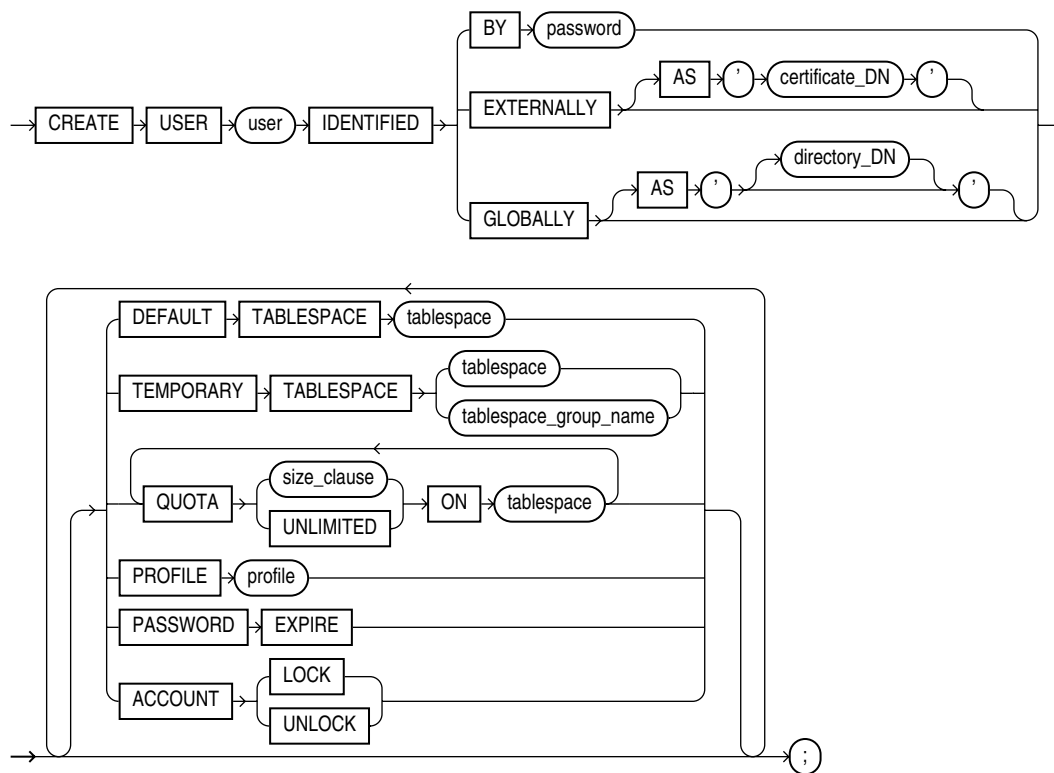 BY password
AS ' certificate_DN '
EXTERNALLY
CREATE USER user IDENTIFIED
directory_DN
AS ' '
GLOBALLY
DEFAULT TABLESPACE tablespace
tablespace
TEMPORARY TABLESPACE
tablespace_group_name
size_clause
QUOTA ON tablespace
UNLIMITED
PROFILE profile
PASSWORD EXPIRE
LOCK
ACCOUNT
UNLOCK
;